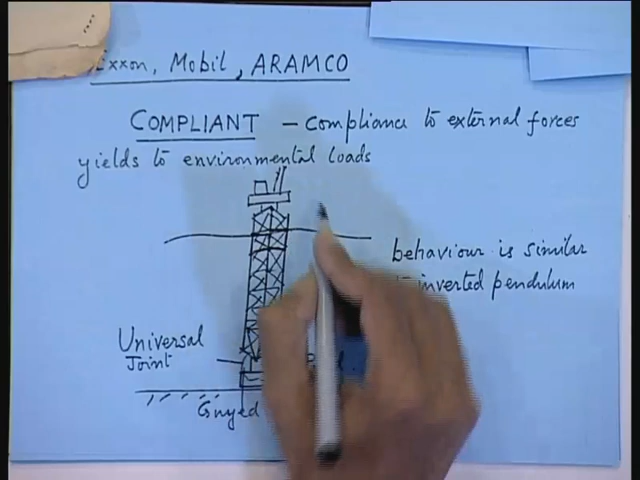 Exxon, Mobil, ARAMCO
COMPLIANT – compliance to external forces
yields to environmental loads
behaviour is similar
inverted pendulum
Universal
Joint
Guyed